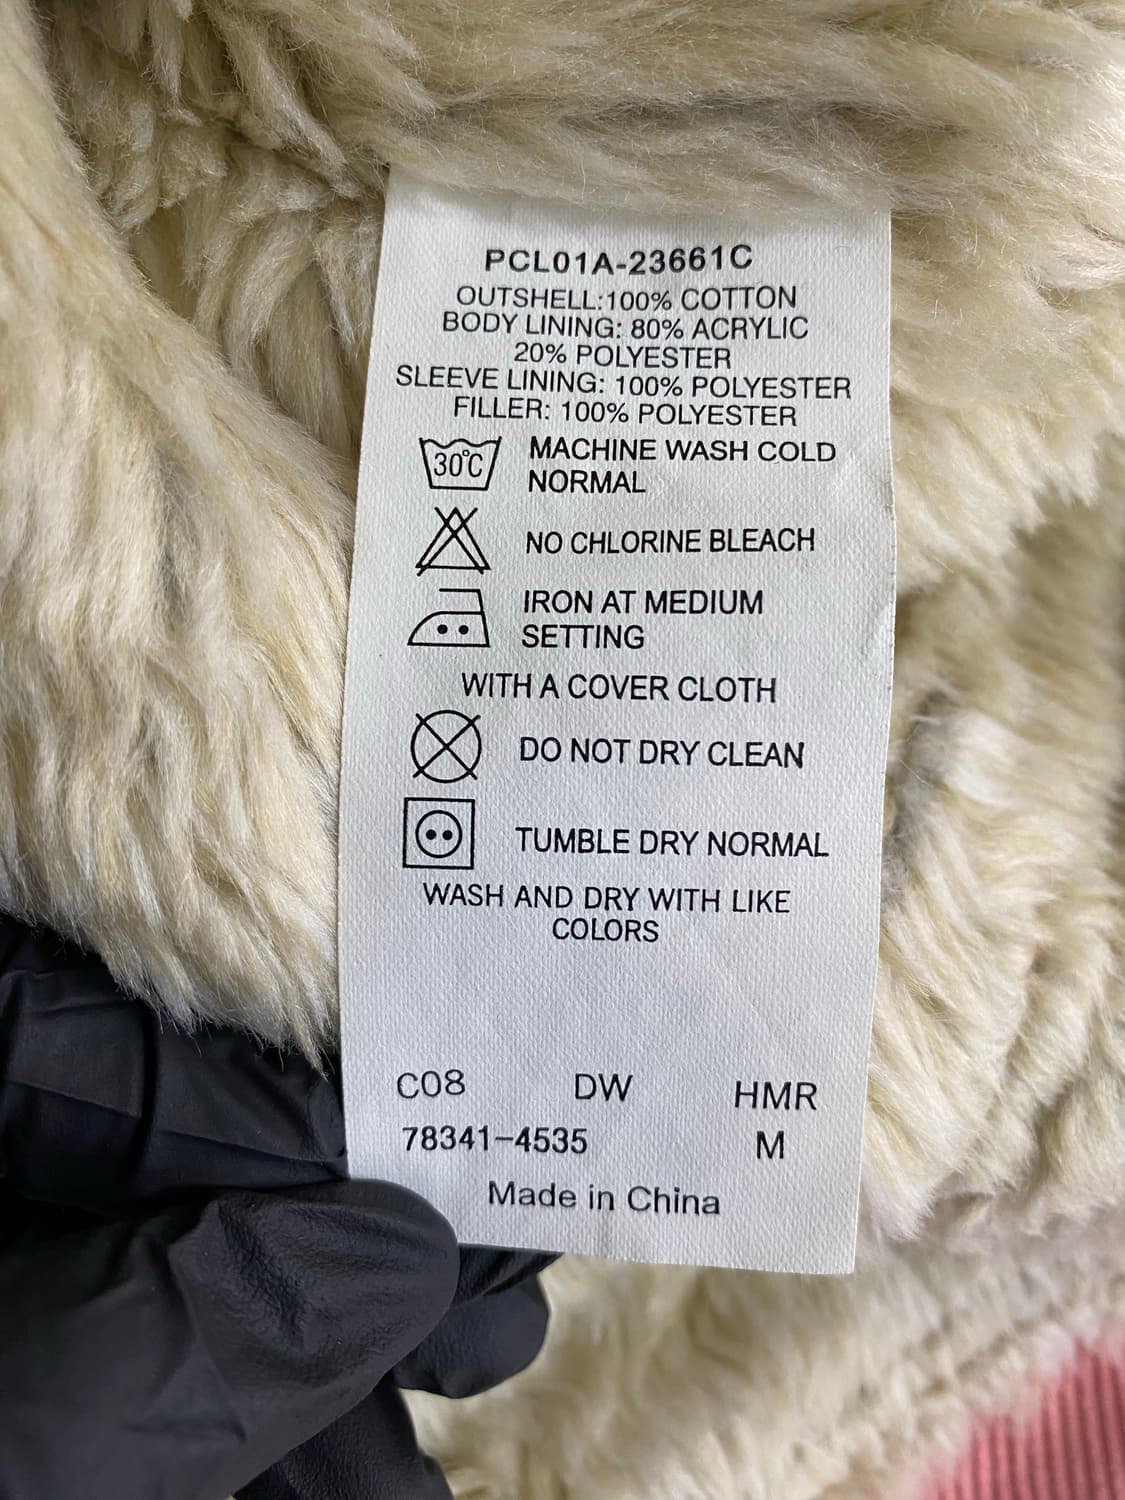 PCL01A-23661C
OUTSHELL:100% COTTON
BODY LINING: 80% ACRYLIC
20% POLYESTER
SLEEVE LINING: 100% POLYESTER
FILLER: 100% POLYESTER
30°C MACHINE WASH COLD
NORMAL
NO CHLORINE BLEACH
IRON AT MEDIUM
SETTING
WITH A COVER CLOTH
DO NOT DRY CLEAN
TUMBLE DRY NORMAL
WASH AND DRY WITH LIKE
COLORS
C08 DW HMR
78341-4535 M
Made in China